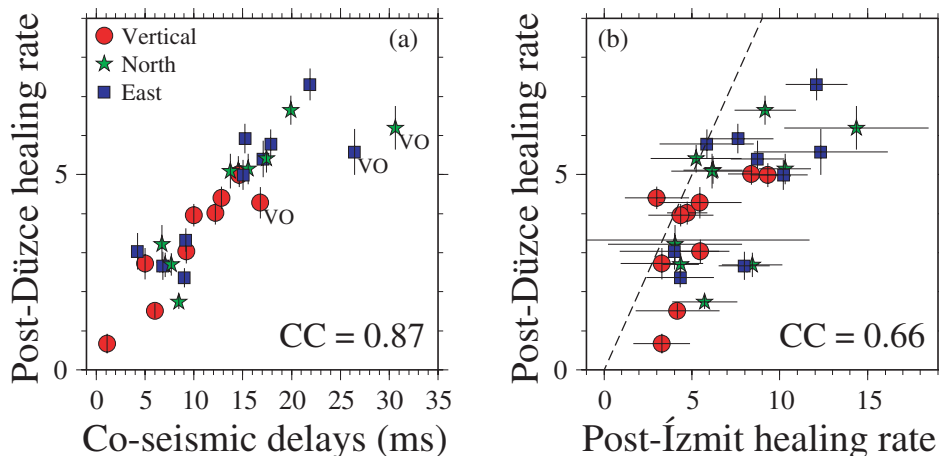 (a)
Vertical
North
East
VO
VO
VO
CC = 0.87
Post-Düzce healing rate
5
0
0 5 10 15 20 25 30 35
Co-seismic delays (ms)
(b)
CC = 0.66
Post-Düzce healing rate
5
0
0 5 10 15
Post-Ízmit healing rate